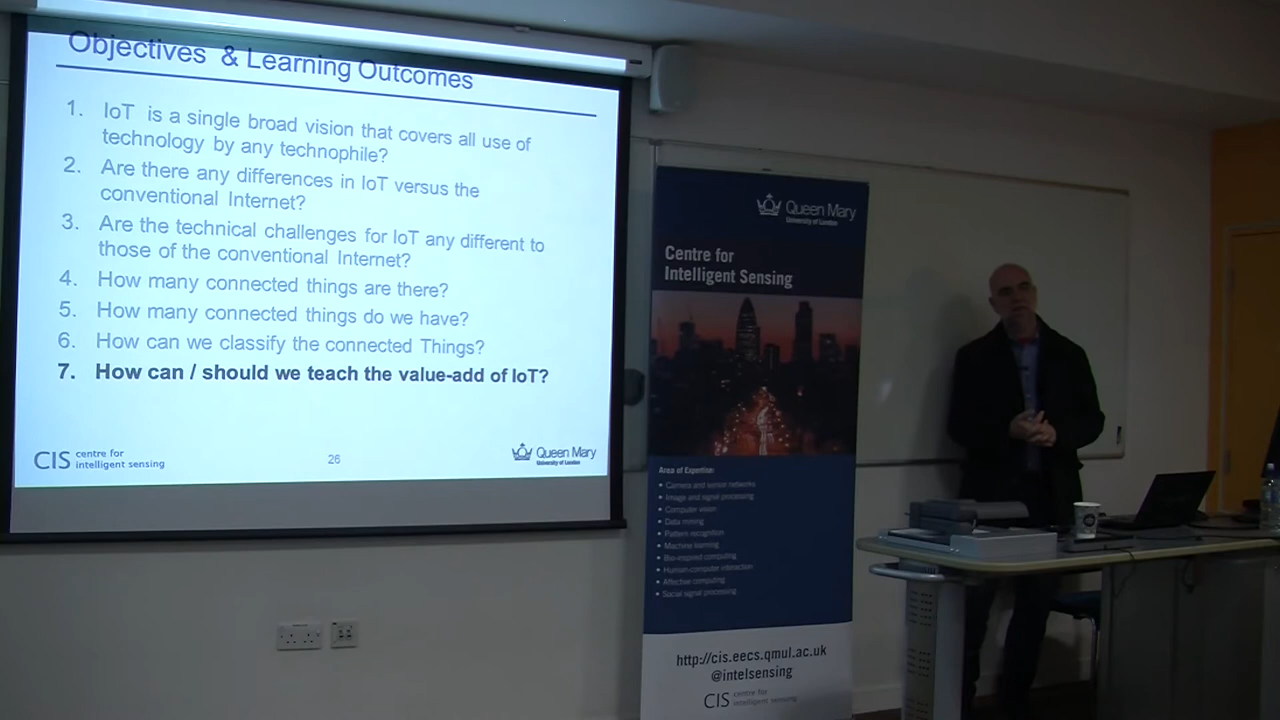 Objectives & Learning Outcomes
1. IoT is a single broad vision that covers all use of
technology by any technophile?
2. Are there any differences in IoT versus the
conventional Internet?
3. Are the technical challenges for IoT any different to
those of the conventional Internet?
4. How many connected things are there?
5. How many connected things do we have?
6. How can we classify the connected Things?
7. How can / should we teach the value-add of IoT?
CIS centre for
intelligent sensing
26
Queen Mary
University of London
Queen Mary
University of London
Centre for
Intelligent Sensing
Area of Expertise:
• Camera and sensor networks
• Image and signal processing
• Computer vision
• Data mining
• Pattern recognition
• Machine learning
• Bio-inspired computing
• Human-computer interaction
• Affective computing
• Social signal processing
http://cis.eecs.qmul.ac.uk
@intelsensing
CIS centre for
intelligent sensing